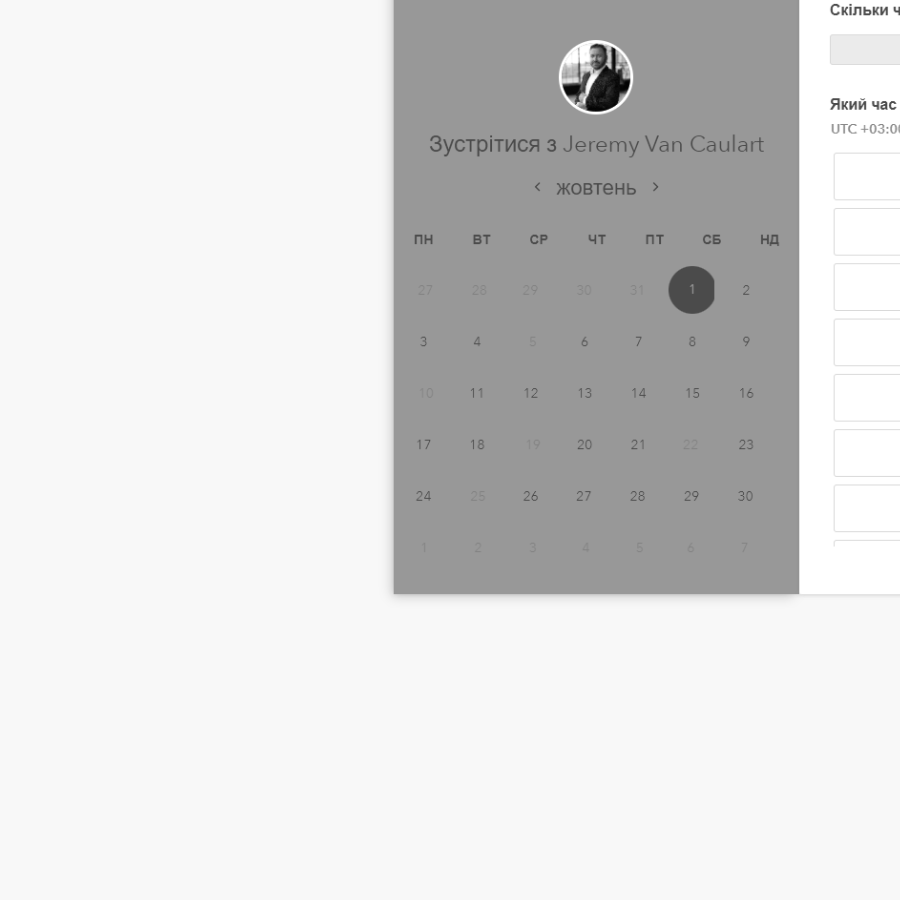 Скільки ч
Який час
UTC +03:0
Зустрітися з Jeremy Van Caulart
жовтень
ПН ВТ СР ЧТ ПТ СБ НД
27 28 29 30 31 1 2
3 4 5 6 7 8 9
10 11 12 13 14 15 16
17 18 19 20 21 22 23
24 25 26 27 28 29 30
1 2 3 4 5 6 7